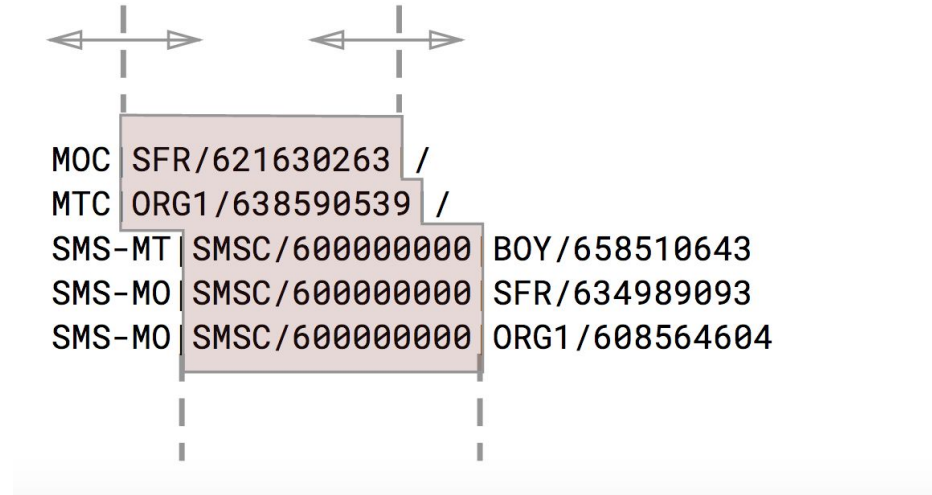 MOC SFR/621630263 /
MTC ORG1/638590539 /
SMS-MT SMSC/600000000 BOY/658510643
SMS-MO SMSC/600000000 SFR/634989093
SMS-MO SMSC/600000000 ORG1/608564604